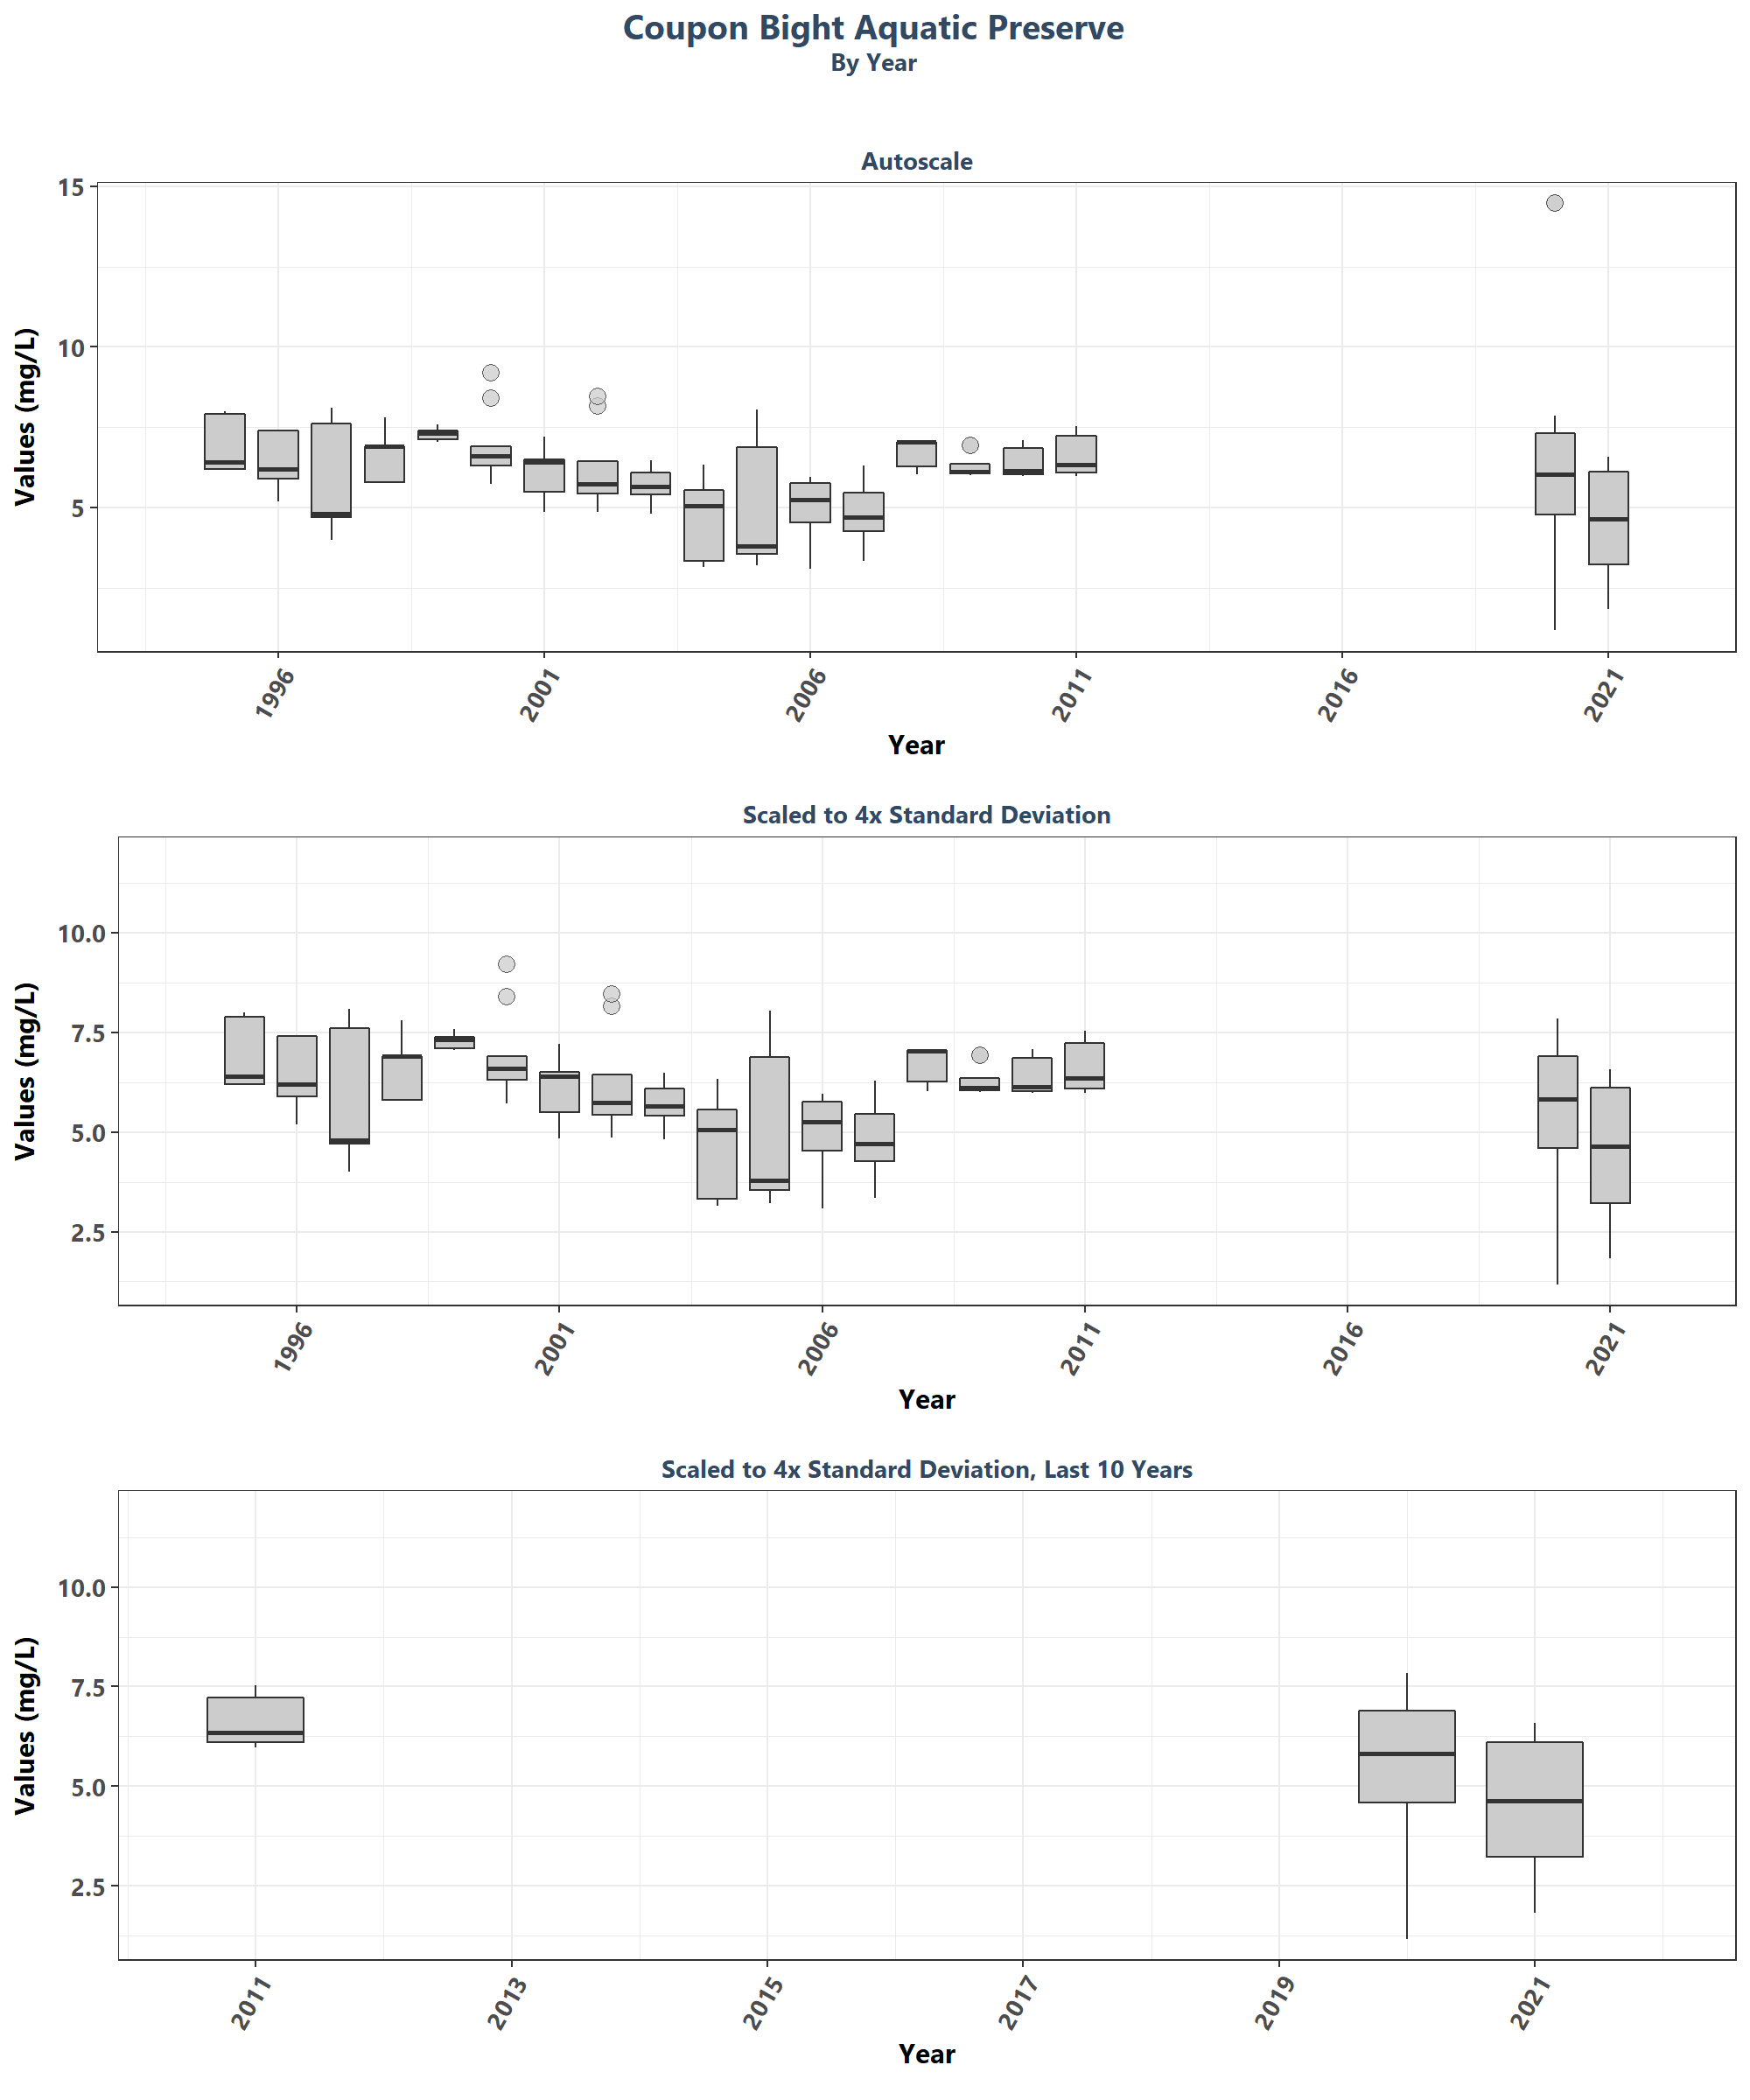 Coupon Bight Aquatic Preserve
By Year
Autoscale
Values (mg/L)
15
10
5
1996
2001
2006
2011
2016
2021
Year
Scaled to 4x Standard Deviation
Values (mg/L)
10.0
7.5
5.0
2.5
1996
2001
2006
2011
2016
2021
Year
Scaled to 4x Standard Deviation, Last 10 Years
Values (mg/L)
10.0
7.5
5.0
2.5
2011
2013
2015
2017
2019
2021
Year